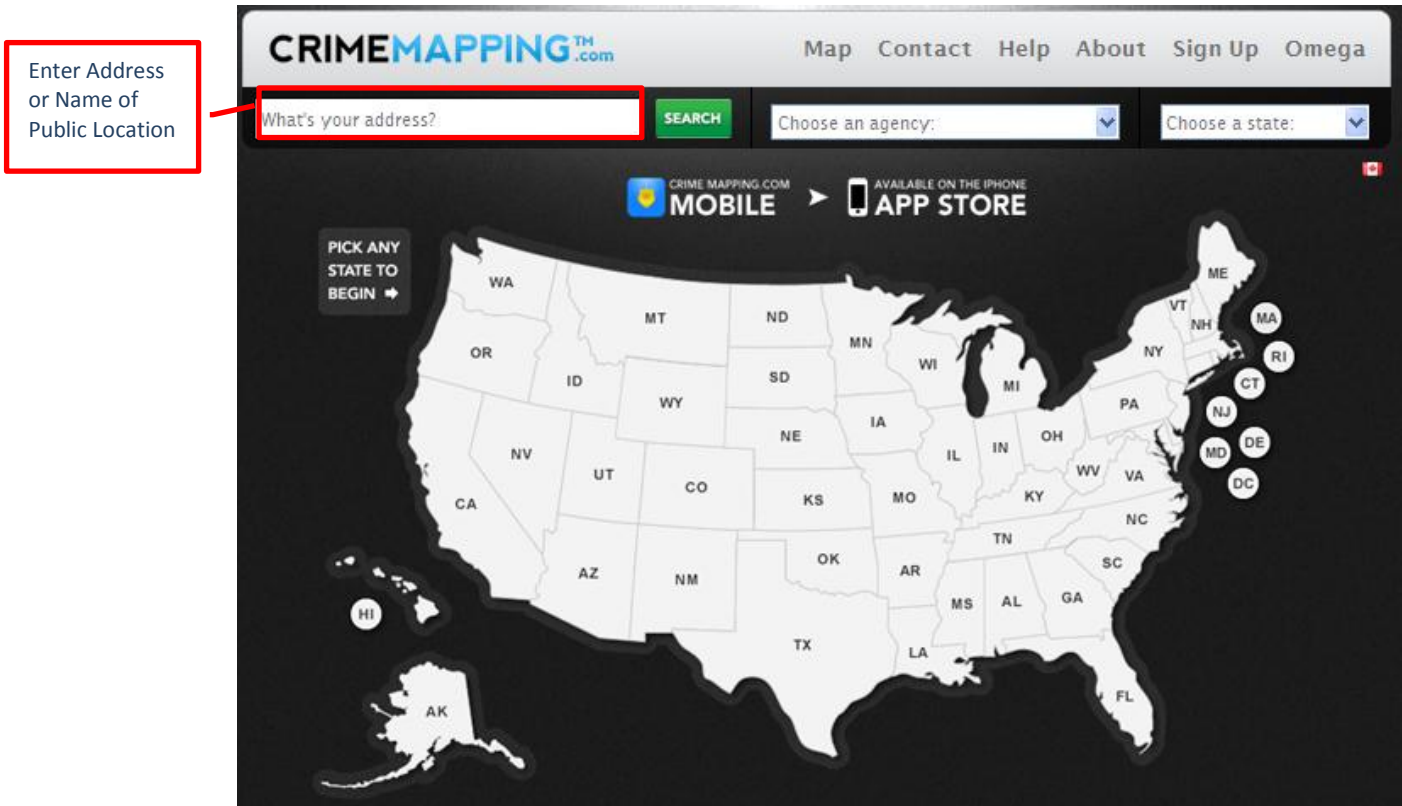 Enter Address
or Name of
Public Location
CRIMEMAPPING™.com
Map Contact Help About Sign Up Omega
What's your address?
SEARCH
Choose an agency:
Choose a state:
CRIME MAPPING.COM
MOBILE
AVAILABLE ON THE IPHONE
APP STORE
PICK ANY
STATE TO
BEGIN
WA
MT
ND
MN
ME
VT
NH
MA
OR
ID
WY
SD
WI
MI
NY
RI
CT
NV
UT
CO
NE
IA
IL
IN
OH
PA
NJ
DE
MD
DC
CA
KS
MO
KY
WV
VA
NC
AZ
NM
OK
AR
TN
SC
MS
AL
GA
HI
TX
LA
FL
AK